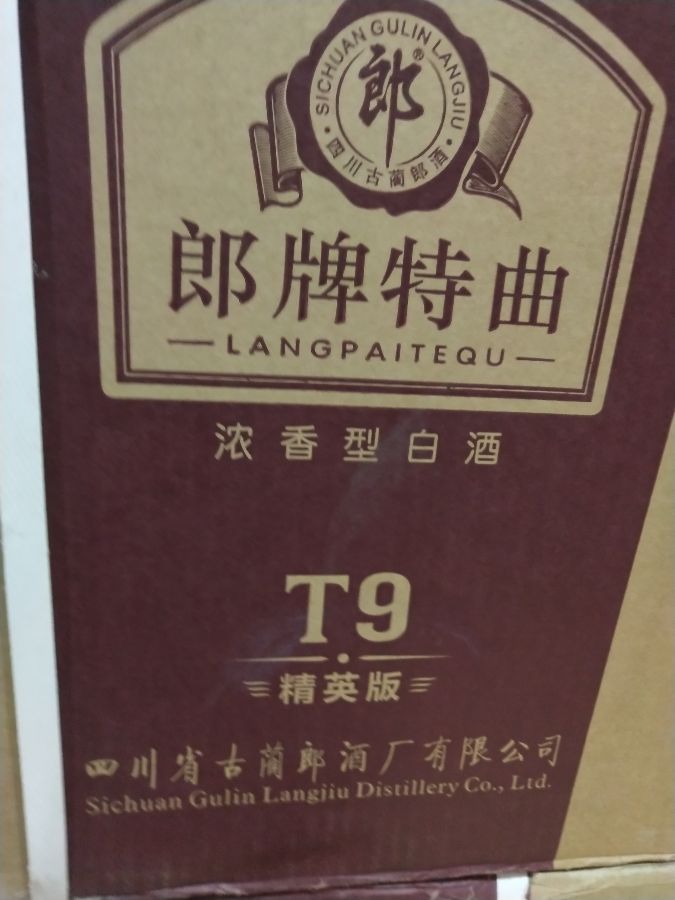 SICHUAN GULIN LANGJIU
郎®
四川古蔺郎酒
郎牌特曲
LANGPAITEQU
浓香型白酒
T9
精英版
四川省古蔺郎酒厂有限公司
Sichuan Gulin Langjiu Distillery Co., Ltd.